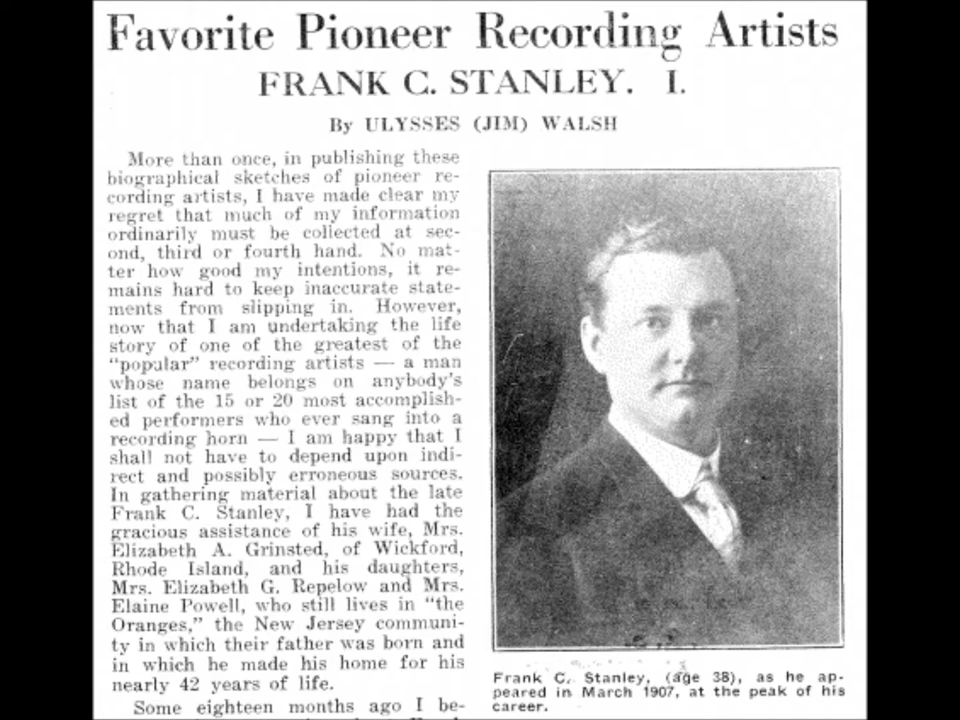 Favorite Pioneer Recording Artists
FRANK C. STANLEY. I.
By ULYSSES (JIM) WALSH
More than once, in publishing these
biographical sketches of pioneer re-
cording artists, I have made clear my
regret that much of my information
ordinarily must be collected at sec-
ond, third or fourth hand. No mat-
ter how good my intentions, it re-
mains hard to keep inaccurate state-
ments from slipping in. However,
now that I am undertaking the life
story of one of the greatest of the
"popular" recording artists — a man
whose name belongs on anybody's
list of the 15 or 20 most accomplish-
ed performers who ever sang into a
recording horn — I am happy that I
shall not have to depend upon indi-
rect and possibly erroneous sources.
In gathering material about the late
Frank C. Stanley, I have had the
gracious assistance of his wife, Mrs.
Elizabeth A. Grinsted, of Wickford,
Rhode Island, and his daughters,
Mrs. Elizabeth G. Repelow and Mrs.
Elaine Powell, who still lives in "the
Oranges," the New Jersey communi-
ty in which their father was born and
in which he made his home for his
nearly 42 years of life.
Some eighteen months ago I be-
Frank C. Stanley, (age 38), as he ap-
peared in March 1907, at the peak of his
career.